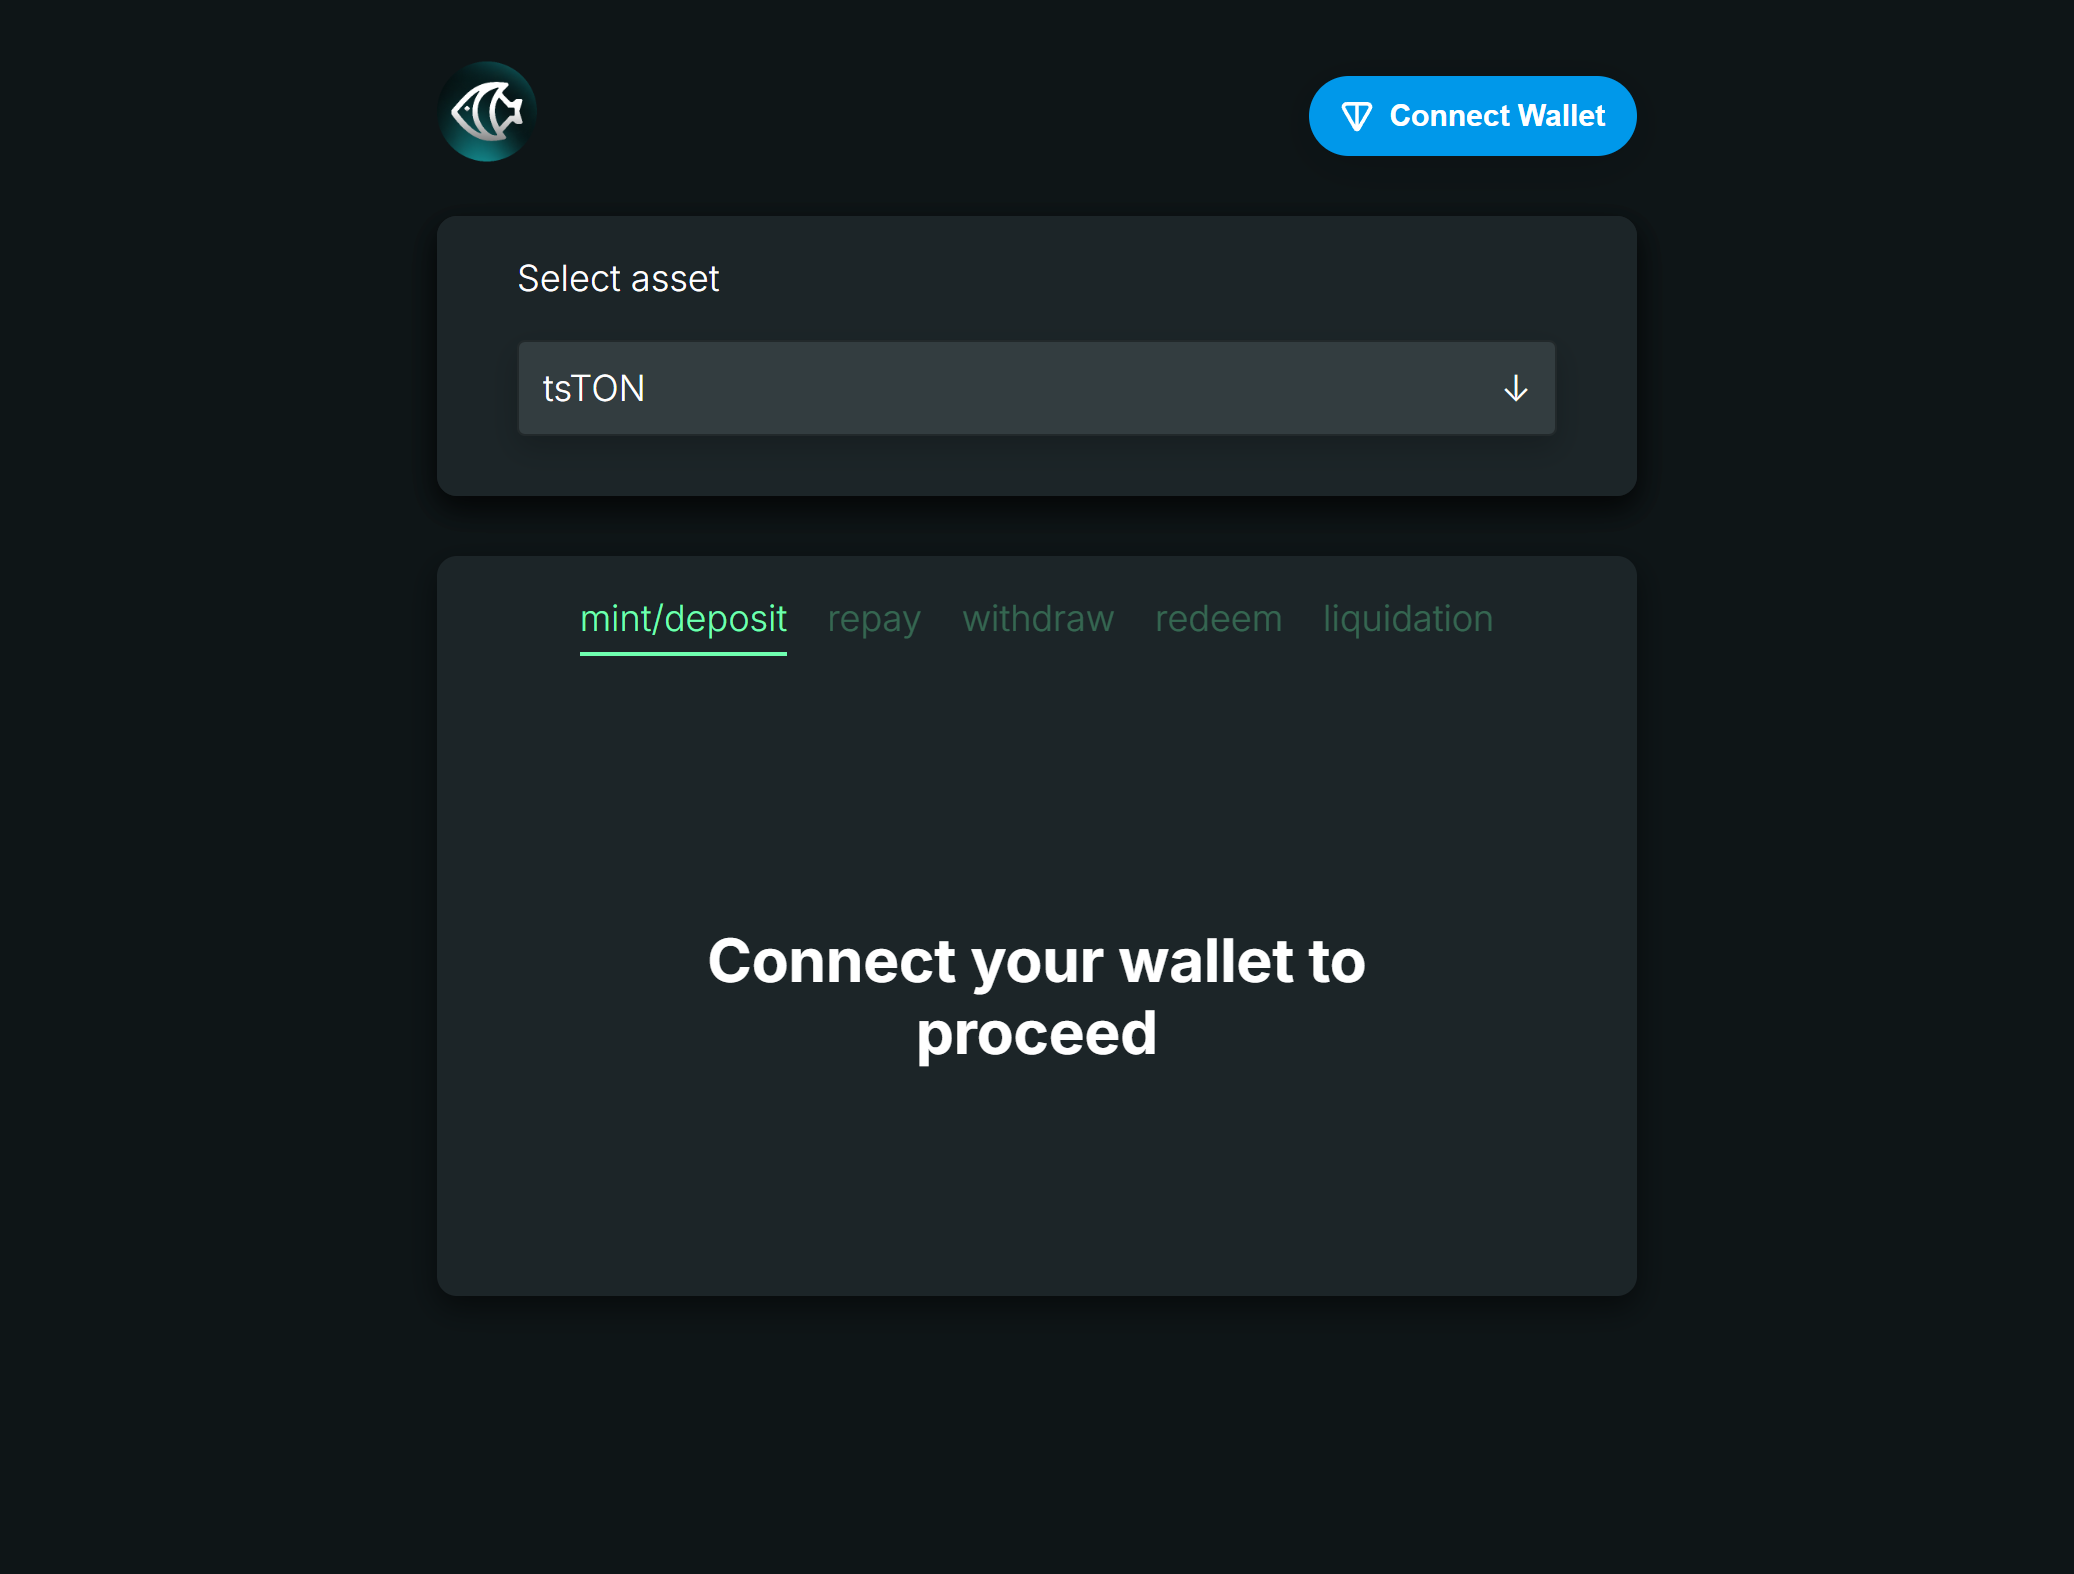 Connect Wallet
Select asset
tsTON
mint/deposit repay withdraw redeem liquidation
Connect your wallet to
proceed